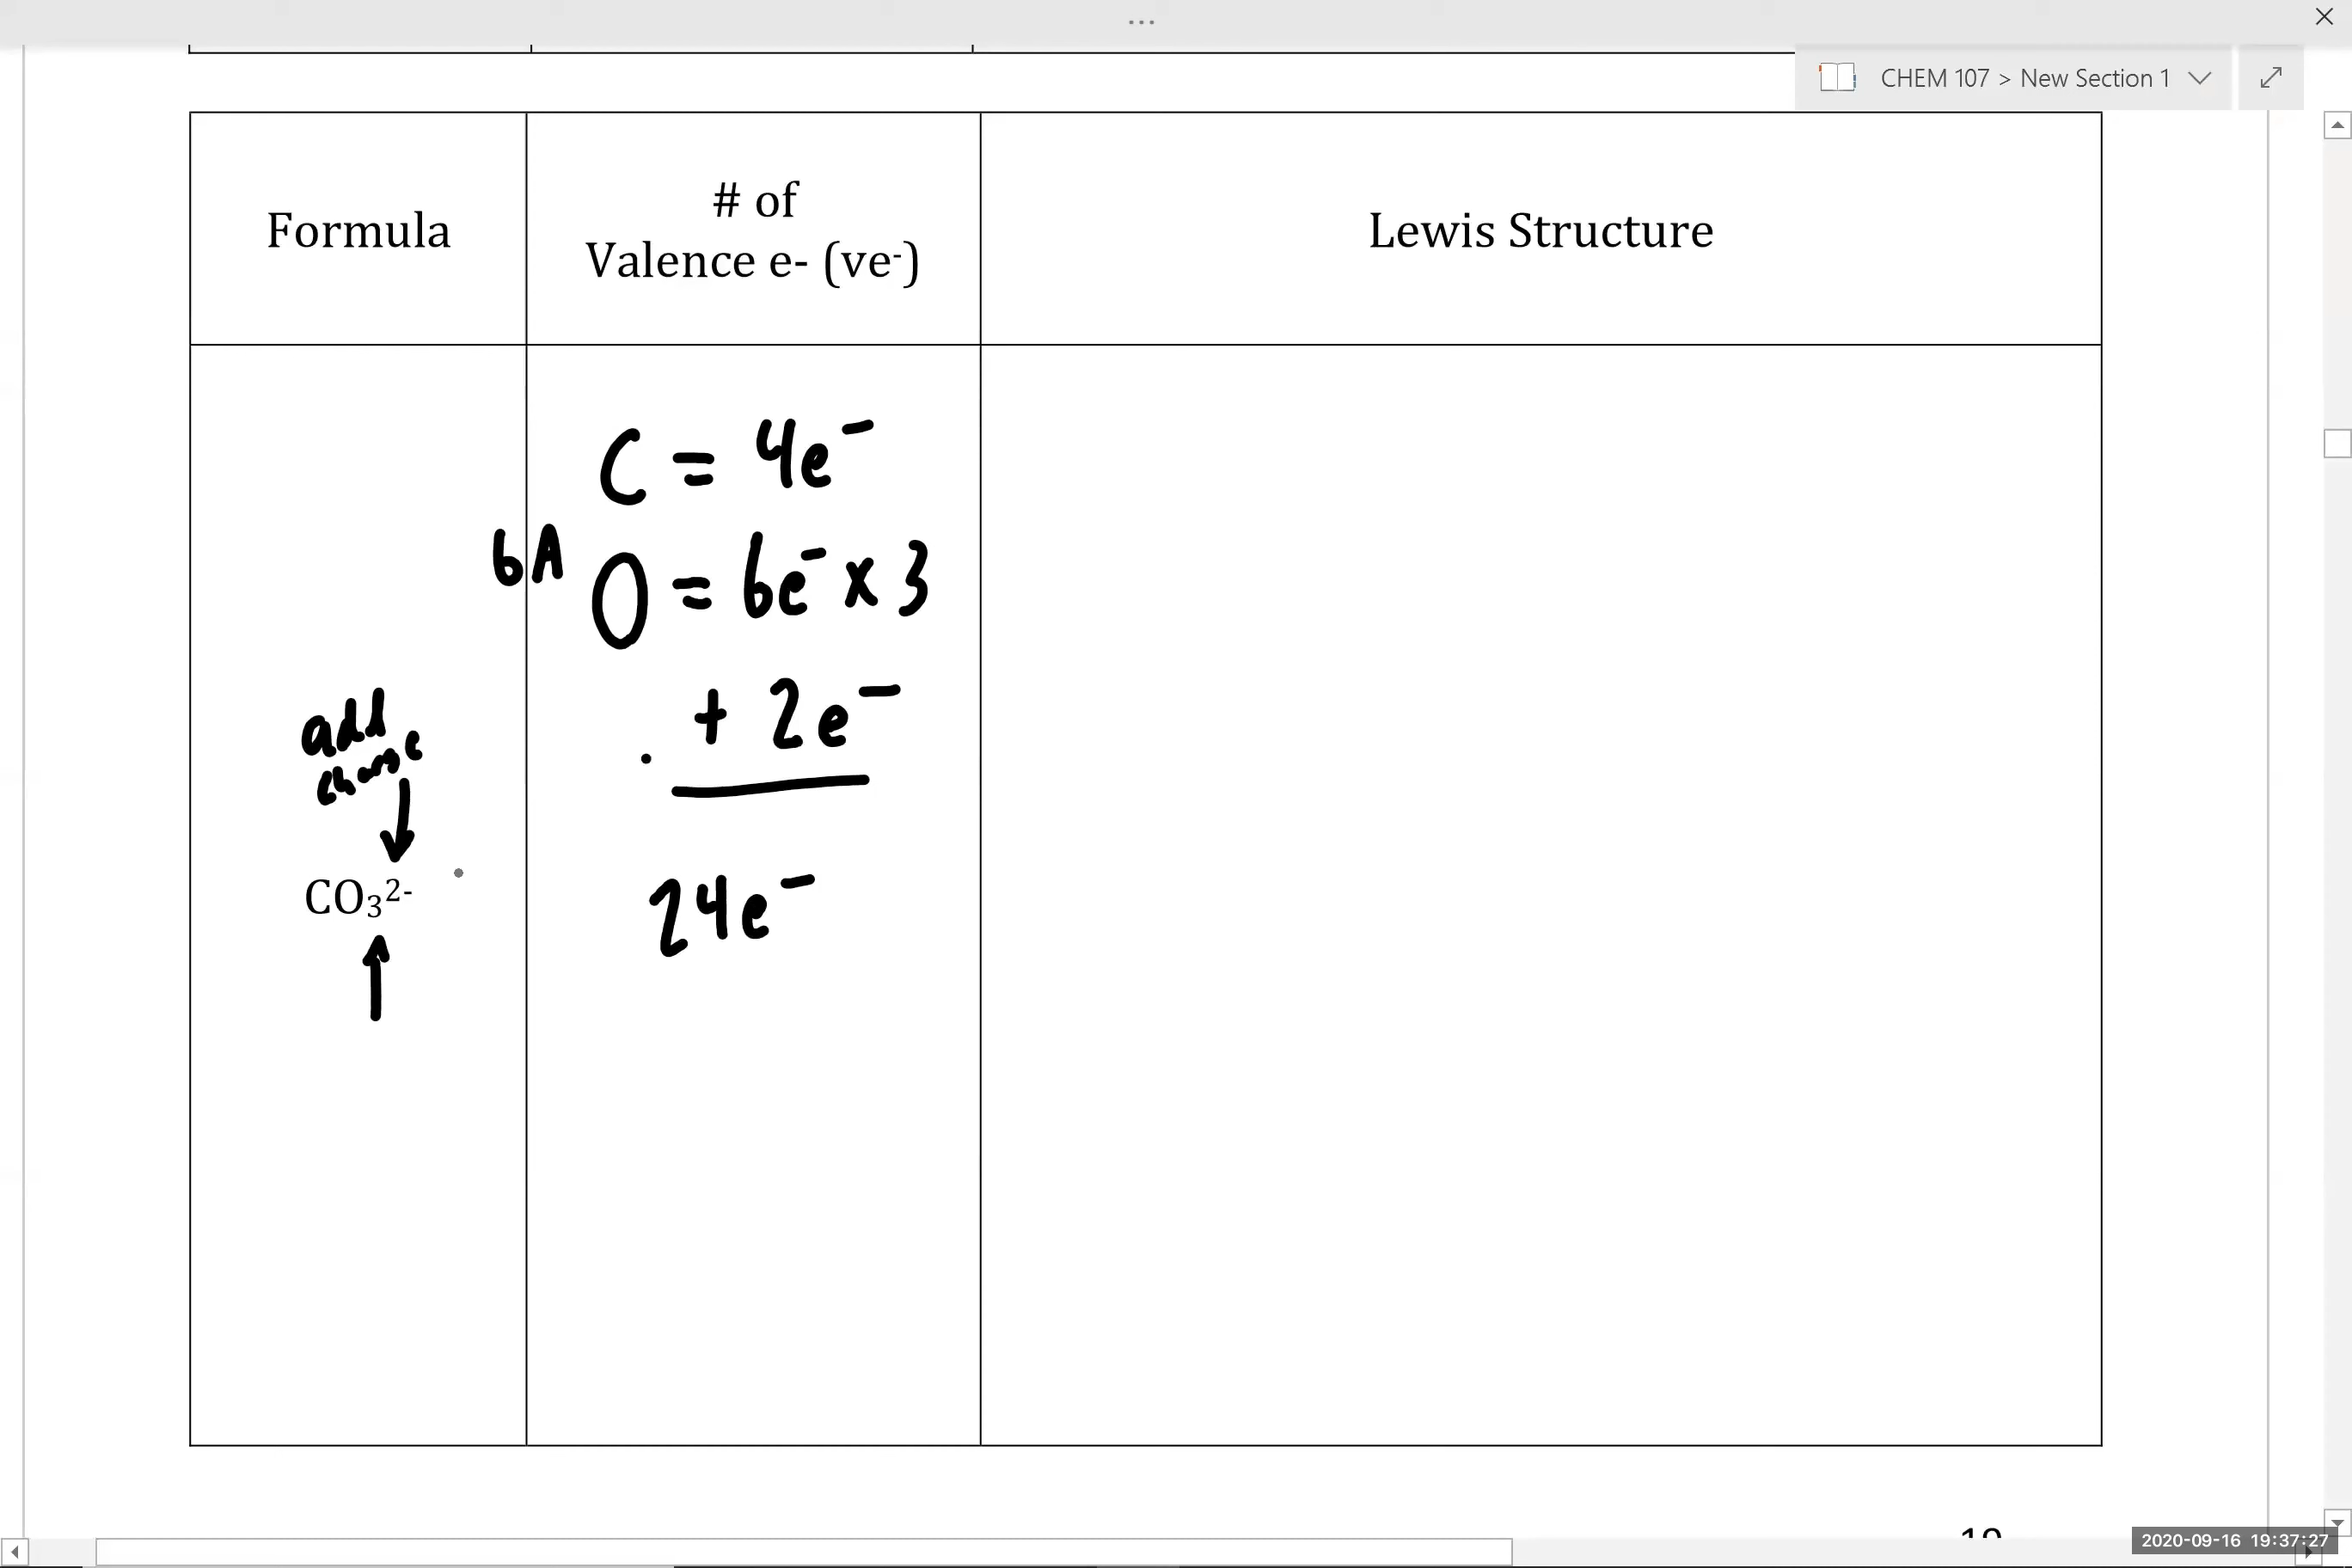 ...
CHEM 107 > New Section 1
Formula
# of
Valence e- (ve⁻)
Lewis Structure
C = 4e⁻
6A O = 6e⁻ x 3
+ 2e⁻
24e⁻
add
charge
CO₃²⁻
2020-09-16 19:37:27